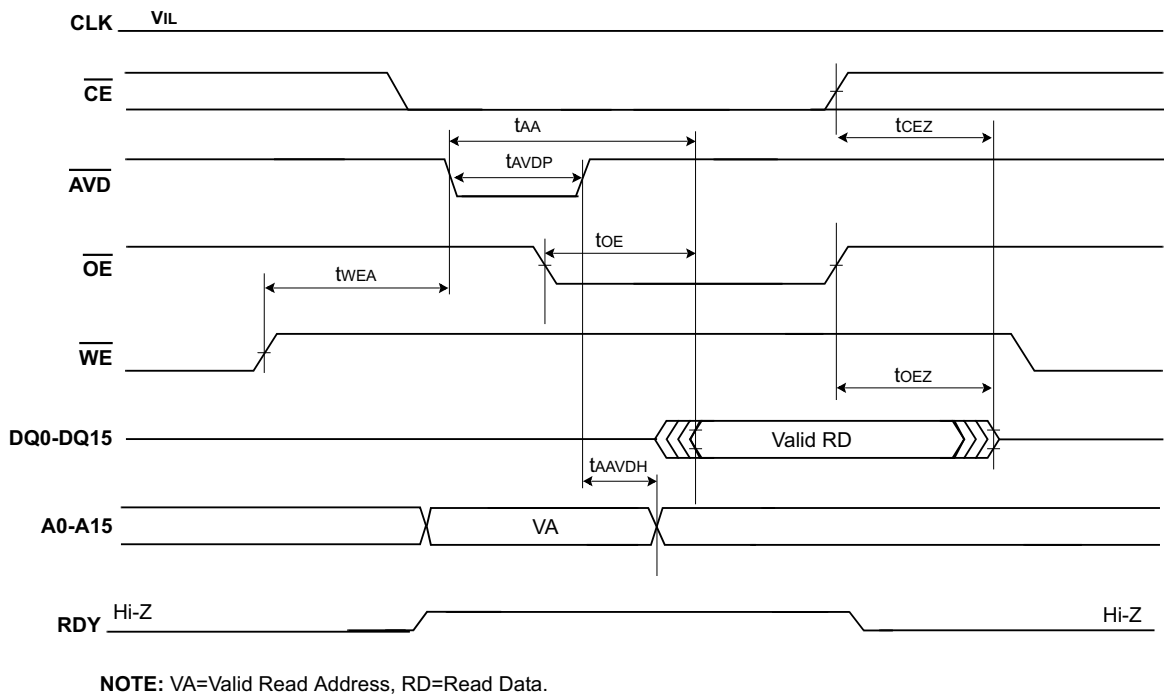 CLK VIL
CE
tAA
tCEZ
AVD
tAVDP
OE
tOE
tWEA
WE
tOEZ
DQ0-DQ15
Valid RD
tAAVDH
A0-A15
VA
RDY
Hi-Z
Hi-Z
NOTE: VA=Valid Read Address, RD=Read Data.